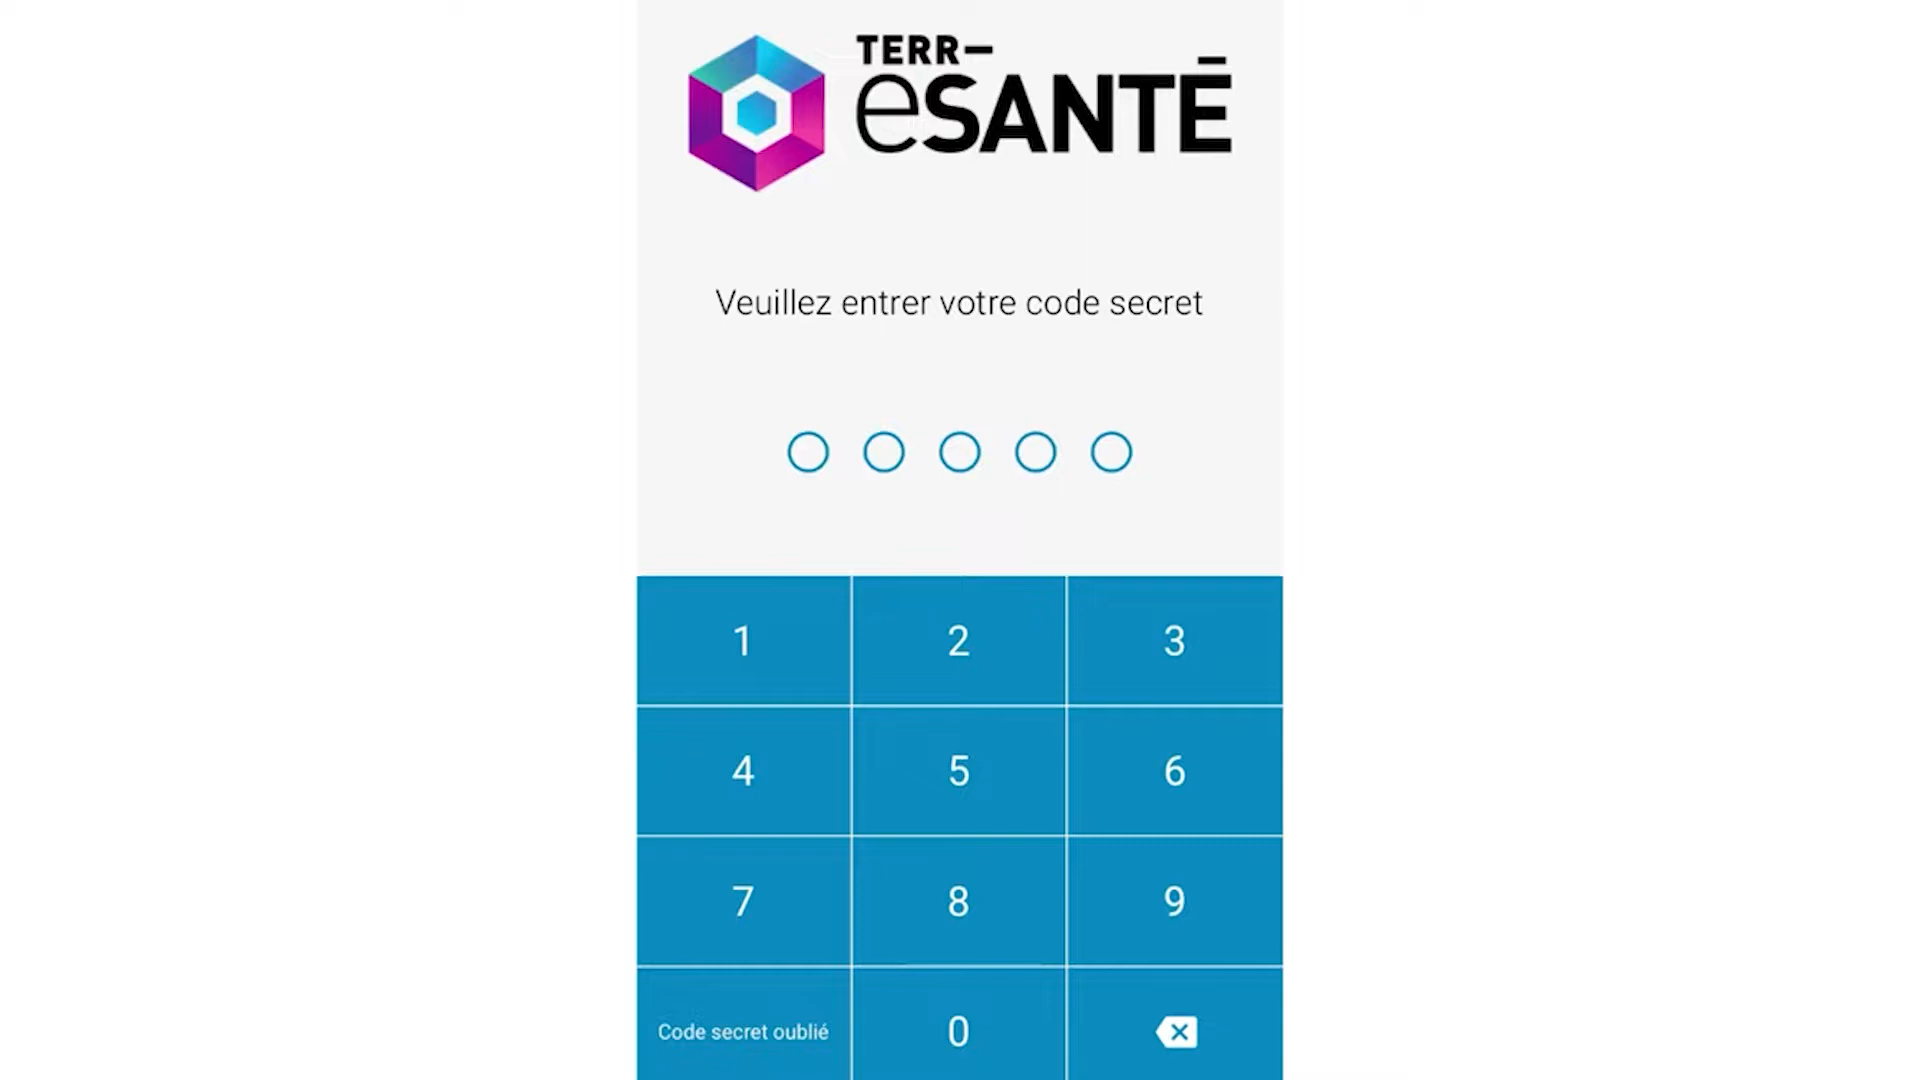 TERR–
eSANTĒ
Veuillez entrer votre code secret
1 2 3
4 5 6
7 8 9
Code secret oublié 0